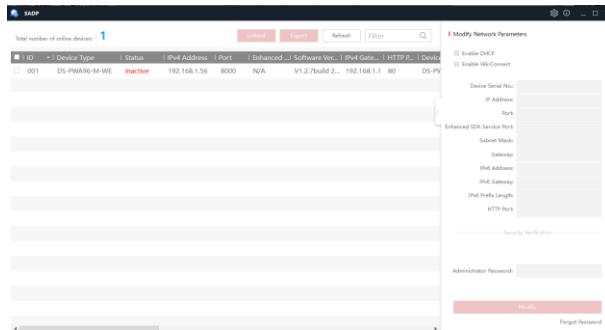 SADP
Total number of online devices: 1
Unbind
Export
Refresh
Filter
ID | Device Type | Status | IPv4 Address | Port | Enhanced ... | Software Ver... | IPv4 Gate... | HTTP P... | Device
001 DS-PWA96-M-WE Inactive 192.168.1.56 8000 N/A V1.2.7build 2... 192.168.1.1 80 DS-PV
Modify Network Parameters
Enable DHCP
Enable Hik-Connect
Device Serial No.:
IP Address:
Port:
Enhanced SDK Service Port:
Subnet Mask:
Gateway:
IPv6 Address:
IPv6 Gateway:
IPv6 Prefix Length:
HTTP Port:
Security Verification
Administrator Password:
Modify
Forgot Password